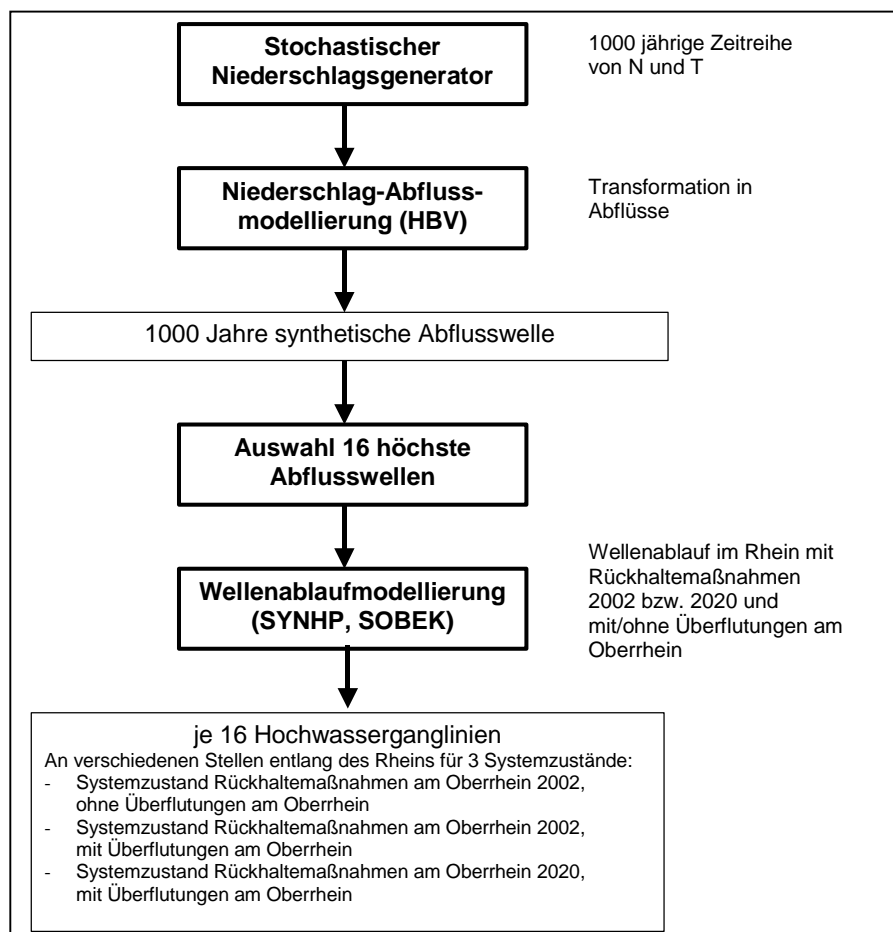 Stochastischer
Niederschlagsgenerator
1000 jährige Zeitreihe
von N und T
Niederschlag-Abfluss-
modellierung (HBV)
Transformation in
Abflüsse
1000 Jahre synthetische Abflusswelle
Auswahl 16 höchste
Abflusswellen
Wellenablaufmodellierung
(SYNHP, SOBEK)
Wellenablauf im Rhein mit
Rückhaltemaßnahmen
2002 bzw. 2020 und
mit/ohne Überflutungen am
Oberrhein
je 16 Hochwasserganglinien
An verschiedenen Stellen entlang des Rheins für 3 Systemzustände:
- Systemzustand Rückhaltemaßnahmen am Oberrhein 2002,
ohne Überflutungen am Oberrhein
- Systemzustand Rückhaltemaßnahmen am Oberrhein 2002,
mit Überflutungen am Oberrhein
- Systemzustand Rückhaltemaßnahmen am Oberrhein 2020,
mit Überflutungen am Oberrhein